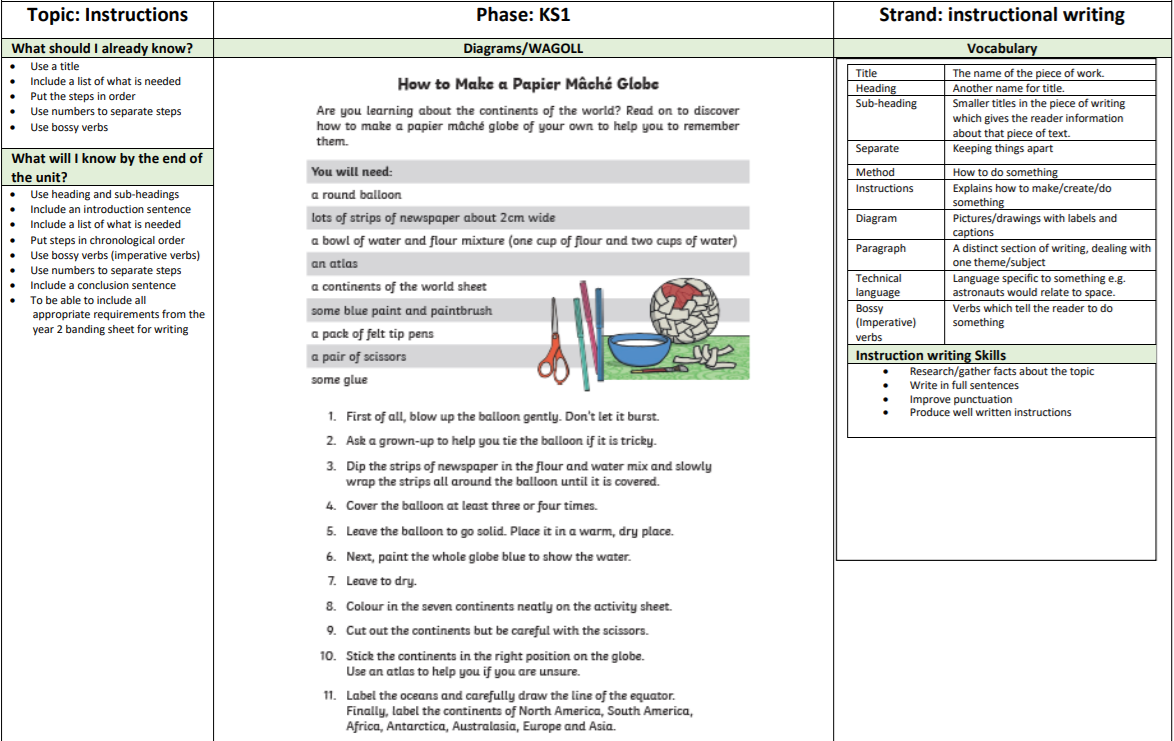 Topic: Instructions
Phase: KS1
Strand: instructional writing
What should I already know?
• Use a title
• Include a list of what is needed
• Put the steps in order
• Use numbers to separate steps
• Use bossy verbs
What will I know by the end of
the unit?
• Use heading and sub-headings
• Include an introduction sentence
• Include a list of what is needed
• Put steps in chronological order
• Use bossy verbs (imperative verbs)
• Use numbers to separate steps
• Include a conclusion sentence
• To be able to include all
appropriate requirements from the
year 2 banding sheet for writing
Diagrams/WAGOLL
How to Make a Papier Mâché Globe
Are you learning about the continents of the world? Read on to discover
how to make a papier mâché globe of your own to help you to remember
them.
You will need:
a round balloon
lots of strips of newspaper about 2cm wide
a bowl of water and flour mixture (one cup of flour and two cups of water)
an atlas
a continents of the world sheet
some blue paint and paintbrush
a pack of felt tip pens
a pair of scissors
some glue
1. First of all, blow up the balloon gently. Don't let it burst.
2. Ask a grown-up to help you tie the balloon if it is tricky.
3. Dip the strips of newspaper in the flour and water mix and slowly
wrap the strips all around the balloon until it is covered.
4. Cover the balloon at least three or four times.
5. Leave the balloon to go solid. Place it in a warm, dry place.
6. Next, paint the whole globe blue to show the water.
7. Leave to dry.
8. Colour in the seven continents neatly on the activity sheet.
9. Cut out the continents but be careful with the scissors.
10. Stick the continents in the right position on the globe.
Use an atlas to help you if you are unsure.
11. Label the oceans and carefully draw the line of the equator.
Finally, label the continents of North America, South America,
Africa, Antarctica, Australasia, Europe and Asia.
Vocabulary
Title The name of the piece of work.
Heading Another name for title.
Sub-heading Smaller titles in the piece of writing
which gives the reader information
about that piece of text.
Separate Keeping things apart
Method How to do something
Instructions Explains how to make/create/do
something
Diagram Pictures/drawings with labels and
captions
Paragraph A distinct section of writing, dealing with
one theme/subject
Technical Language specific to something e.g.
language astronauts would relate to space.
Bossy Verbs which tell the reader to do
(Imperative) something
verbs
Instruction writing Skills
• Research/gather facts about the topic
• Write in full sentences
• Improve punctuation
• Produce well written instructions